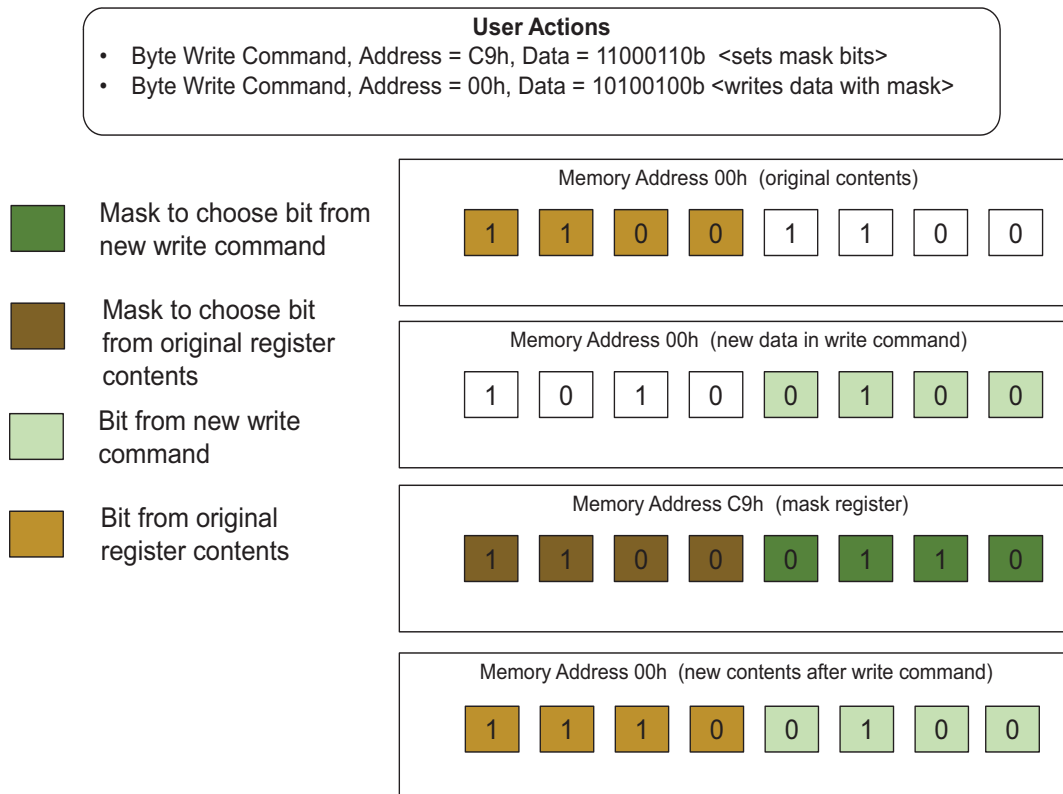 User Actions
• Byte Write Command, Address = C9h, Data = 11000110b <sets mask bits>
• Byte Write Command, Address = 00h, Data = 10100100b <writes data with mask>
Mask to choose bit from
new write command
Mask to choose bit
from original register
contents
Bit from new write
command
Bit from original
register contents
Memory Address 00h (original contents)
1 1 0 0 1 1 0 0
Memory Address 00h (new data in write command)
1 0 1 0 0 1 0 0
Memory Address C9h (mask register)
1 1 0 0 0 1 1 0
Memory Address 00h (new contents after write command)
1 1 1 0 0 1 0 0